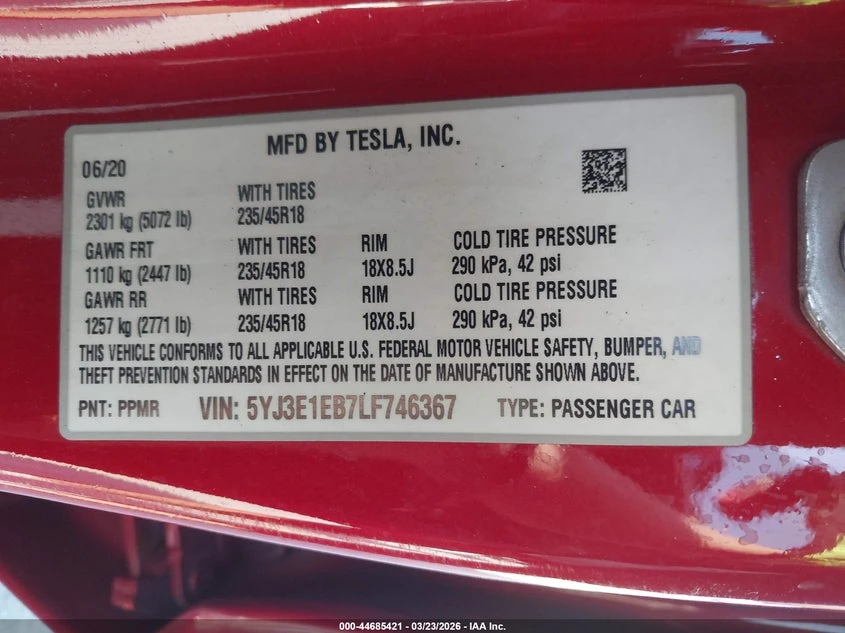 MFD BY TESLA, INC.
06/20
GVWR WITH TIRES
2301 kg (5072 lb) 235/45R18
GAWR FRT WITH TIRES RIM COLD TIRE PRESSURE
1110 kg (2447 lb) 235/45R18 18X8.5J 290 kPa, 42 psi
GAWR RR WITH TIRES RIM COLD TIRE PRESSURE
1257 kg (2771 lb) 235/45R18 18X8.5J 290 kPa, 42 psi
THIS VEHICLE CONFORMS TO ALL APPLICABLE U.S. FEDERAL MOTOR VEHICLE SAFETY, BUMPER, AND
THEFT PREVENTION STANDARDS IN EFFECT ON THE DATE OF MANUFACTURE SHOWN ABOVE.
PNT: PPMR VIN: 5YJ3E1EB7LF746367 TYPE: PASSENGER CAR
000-44685421 - 03/23/2026 - IAA Inc.